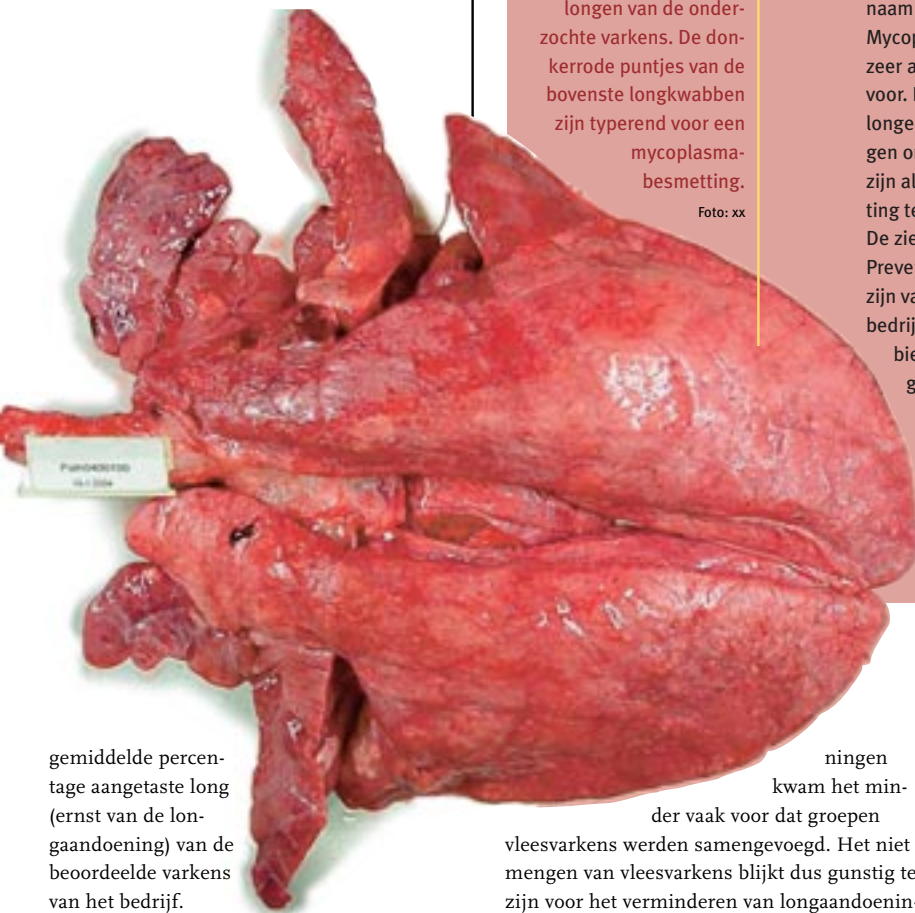 longen van de onder-
zochte varkens. De don-
kerrode puntjes van de
bovenste longkwabben
zijn typerend voor een
mycoplasma-
besmetting.
Foto: xx
naam
Mycop
zeer a
voor.
longe
gen o
zijn al
ting te
De zie
Preve
zijn va
bedrij
bie
g
gemiddelde percen-
tage aangetaste long
(ernst van de lon-
gaandoening) van de
beoordeelde varkens
van het bedrijf.
ningen
kwam het min-
der vaak voor dat groepen
vleesvarkens werden samengevoegd. Het niet
mengen van vleesvarkens blijkt dus gunstig te
zijn voor het verminderen van longaandoenin-